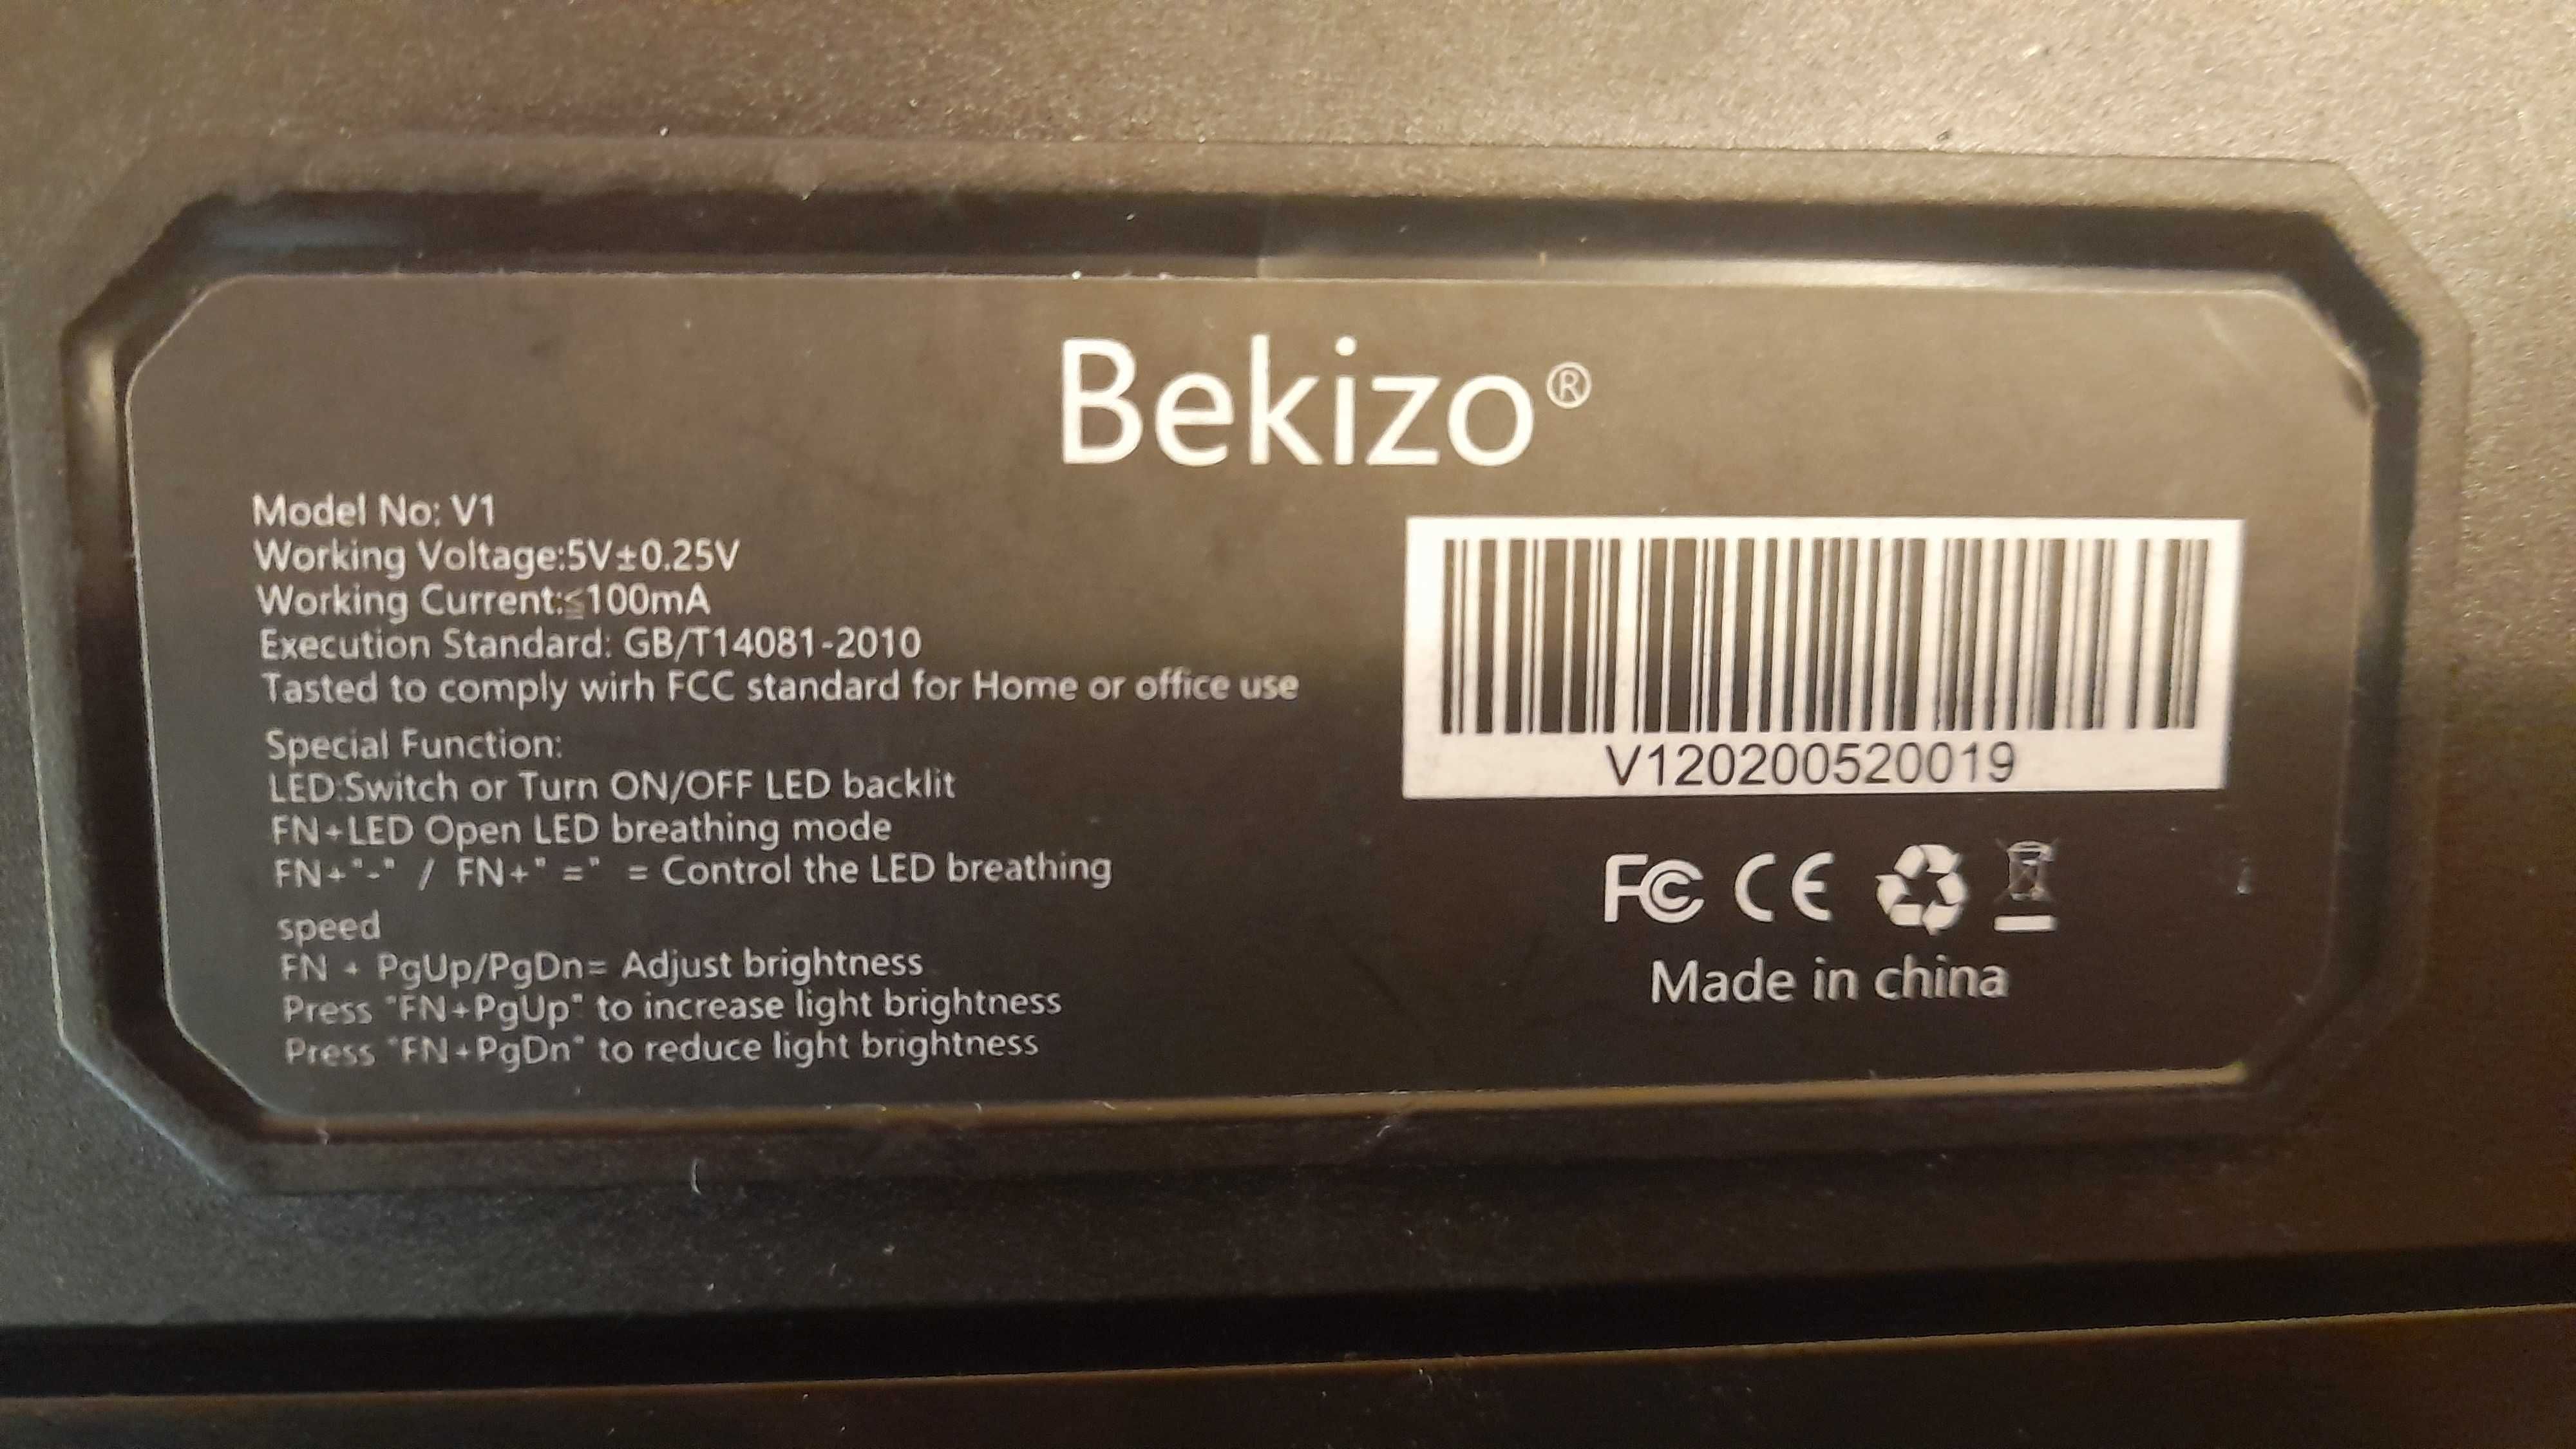 Bekizo®
Model No: V1
Working Voltage:5V±0.25V
Working Current:≦100mA
Execution Standard: GB/T14081-2010
Tasted to comply wirh FCC standard for Home or office use
Special Function:
LED:Switch or Turn ON/OFF LED backlit
FN+LED Open LED breathing mode
FN+"-" / FN+" =" = Control the LED breathing
speed
FN + PgUp/PgDn= Adjust brightness
Press "FN+PgUp" to increase light brightness
Press "FN+PgDn" to reduce light brightness
V120200520019
FC CE
Made in china